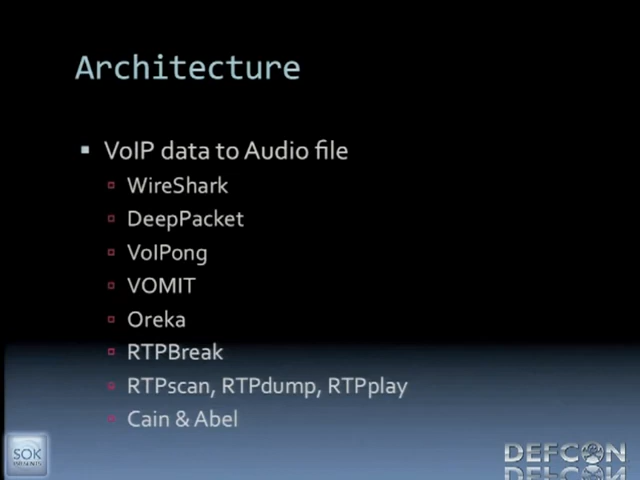 Architecture
VoIP data to Audio file
WireShark
DeepPacket
VoIPong
VOMIT
Oreka
RTPBreak
RTPscan, RTPdump, RTPplay
Cain & Abel
SOK
PRESENTS
DEFCON